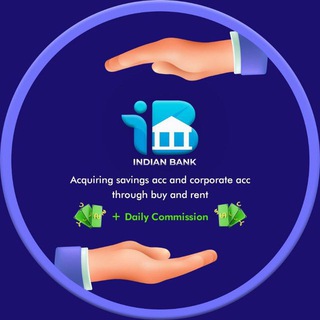 iB
INDIAN BANK
Acquiring savings acc and corporate acc
through buy and rent
+ Daily Commission